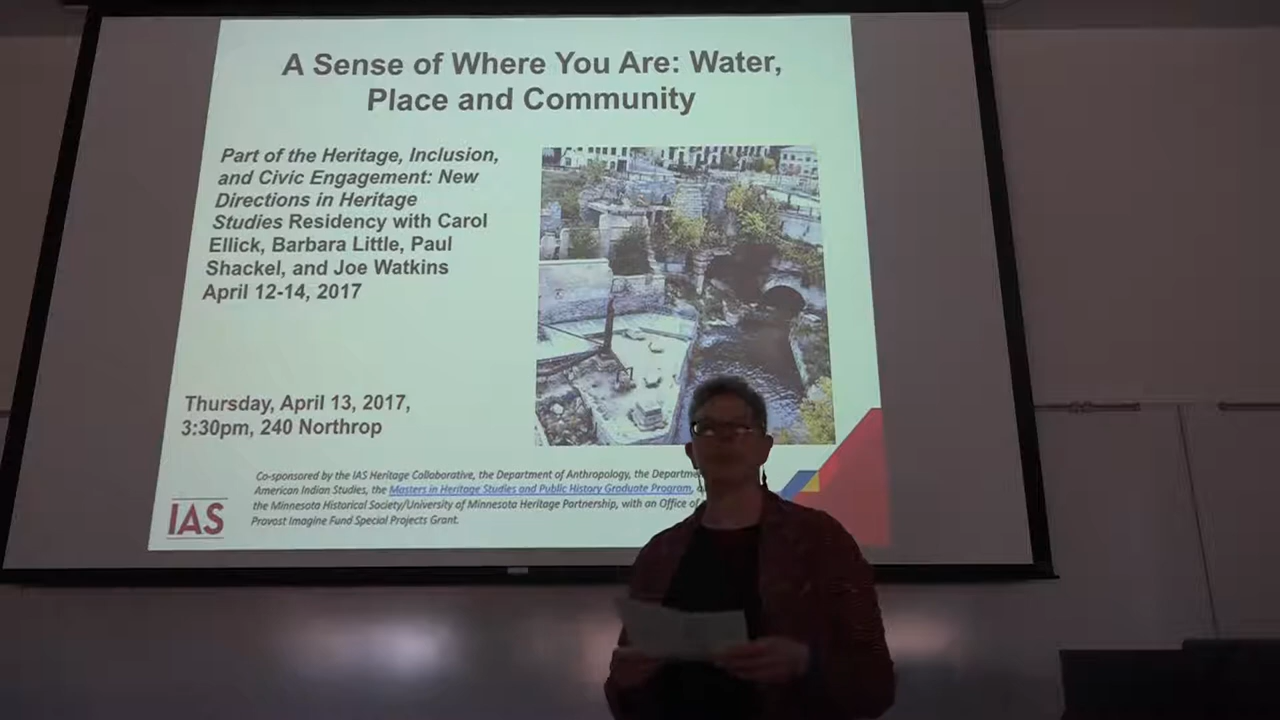 A Sense of Where You Are: Water,
Place and Community
Part of the Heritage, Inclusion,
and Civic Engagement: New
Directions in Heritage
Studies Residency with Carol
Ellick, Barbara Little, Paul
Shackel, and Joe Watkins
April 12-14, 2017
Thursday, April 13, 2017,
3:30pm, 240 Northrop
Co-sponsored by the IAS Heritage Collaborative, the Department of Anthropology, the
American Indian Studies, the Masters in Heritage Studies and Public History Graduate Program,
the Minnesota Historical Society/University of Minnesota Heritage Partnership, with an Office of
Provost Imagine Fund Special Projects Grant.
IAS